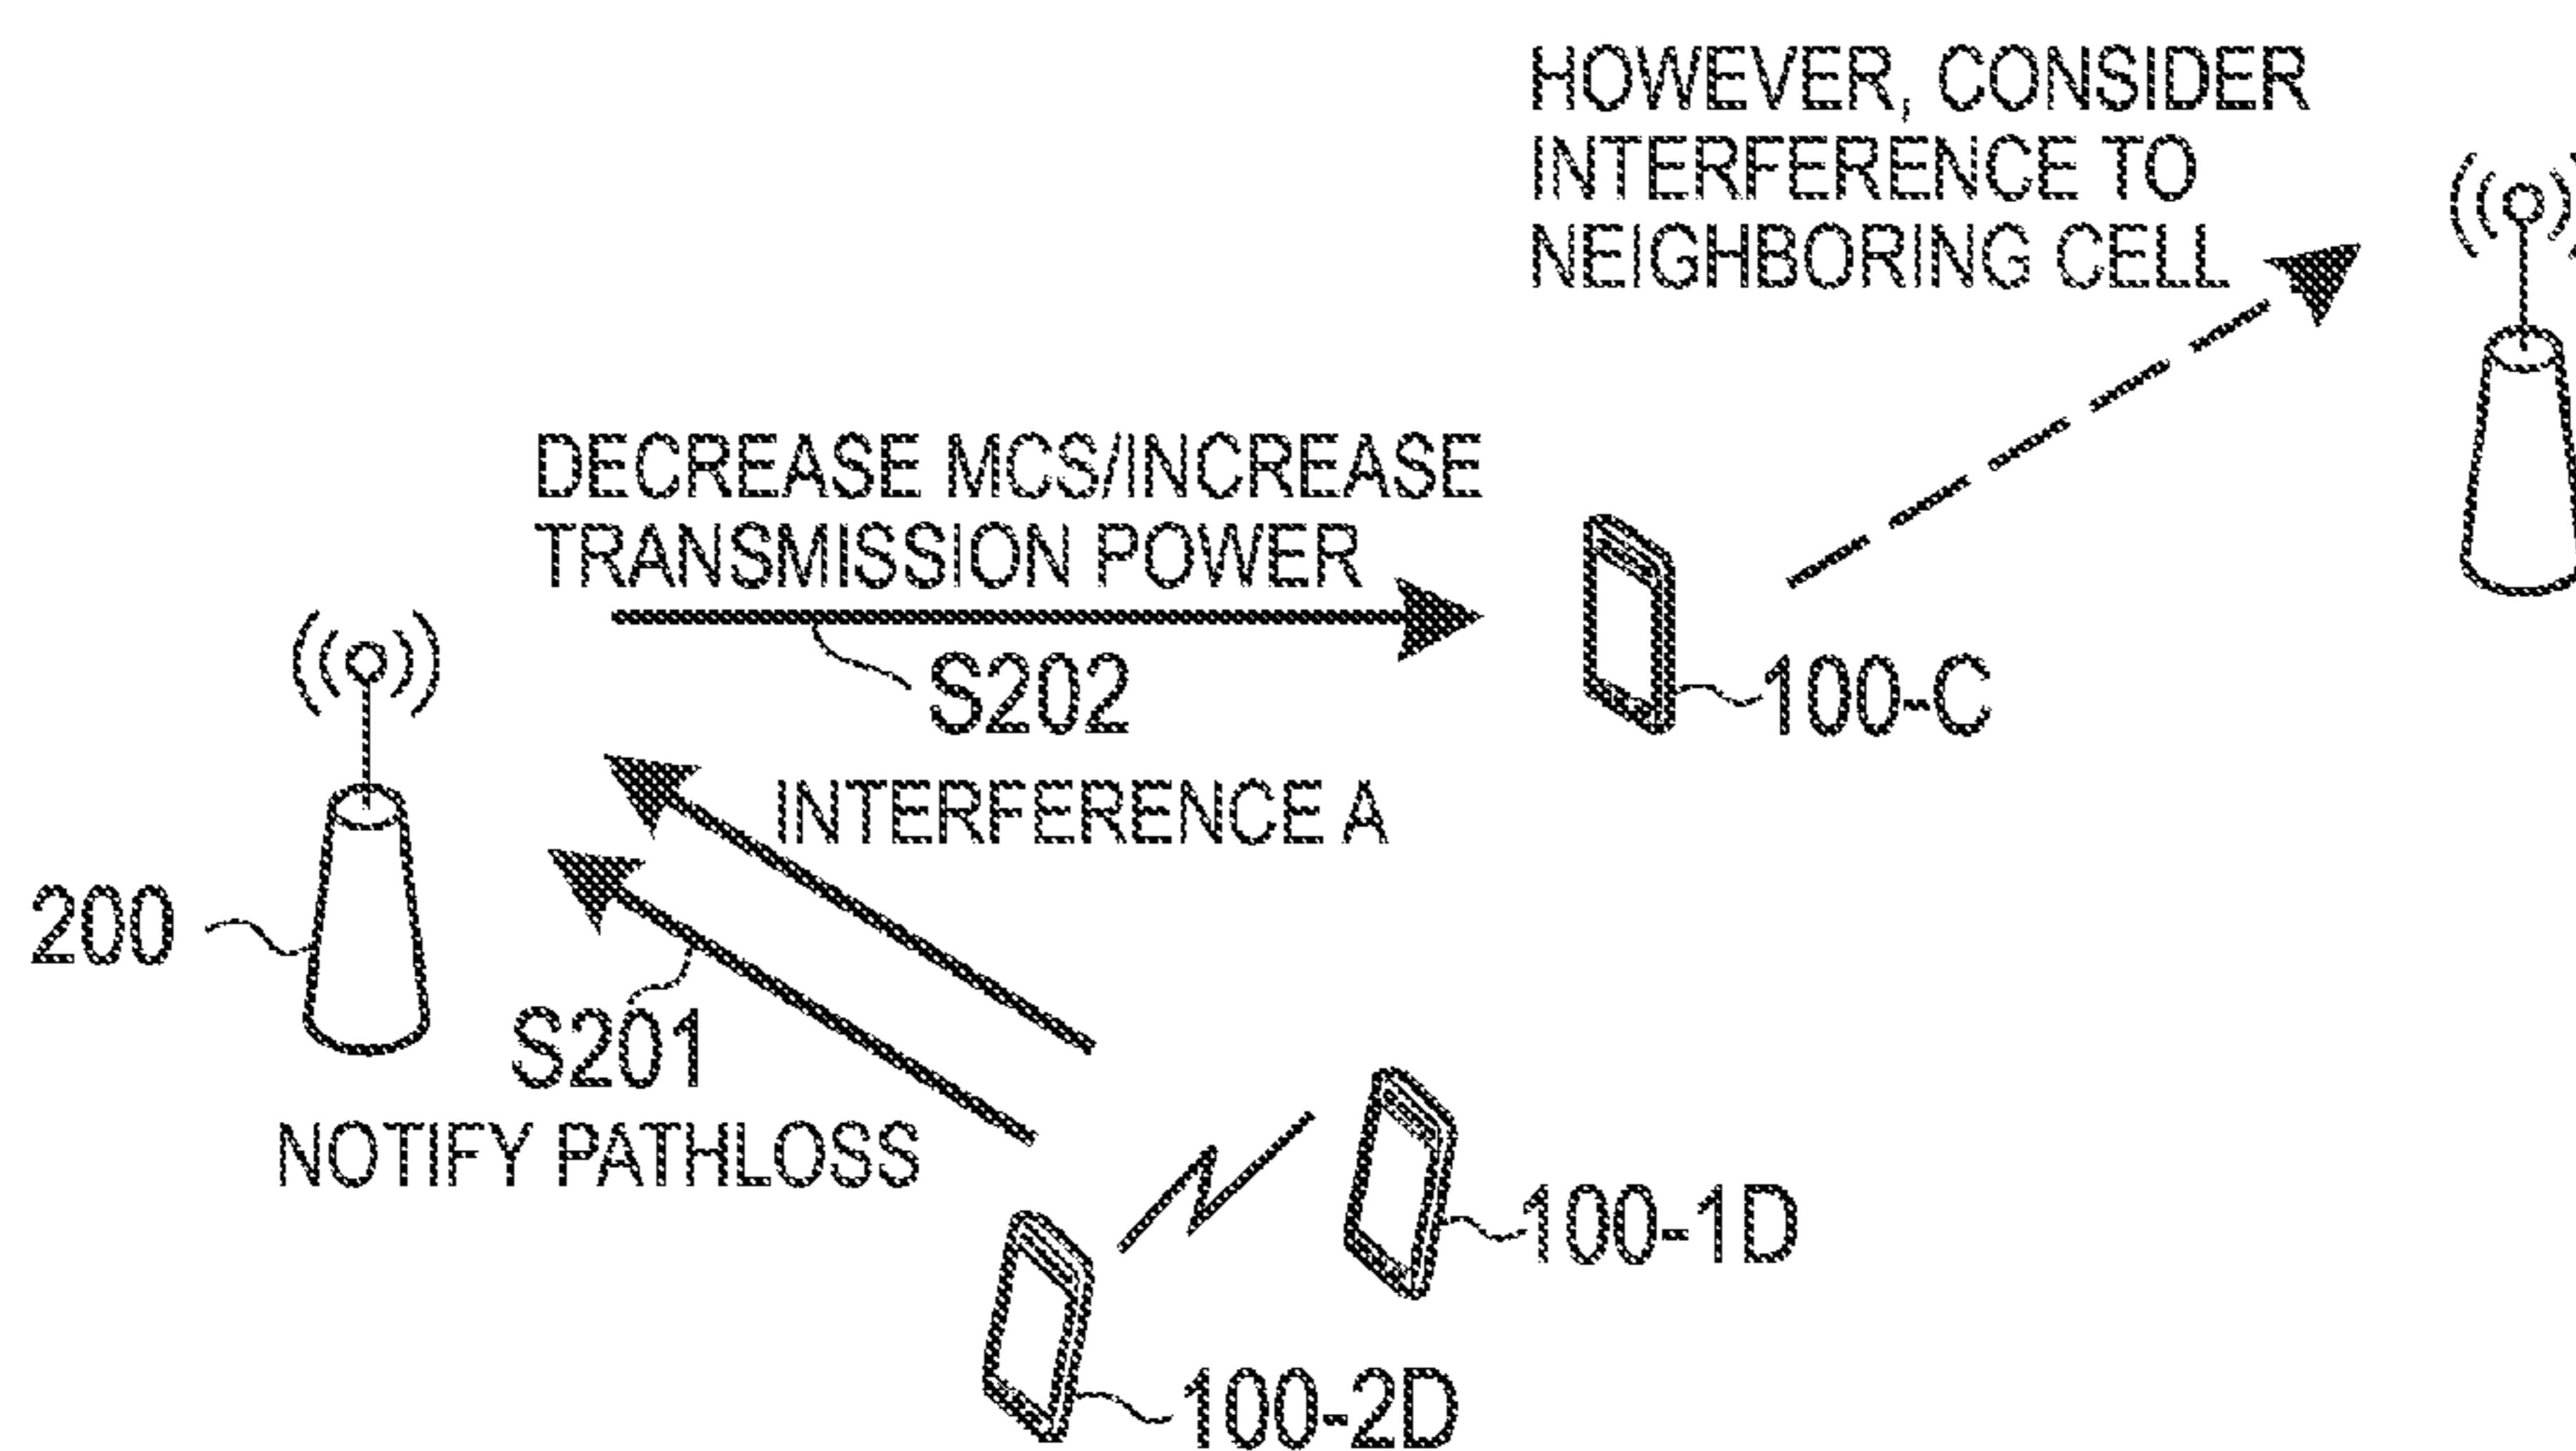 HOWEVER, CONSIDER
INTERFERENCE TO
NEIGHBORING CELL
DECREASE MCS/INCREASE
TRANSMISSION POWER
S202
100-C
INTERFERENCE A
200
S201
NOTIFY PATHLOSS
100-1D
100-2D